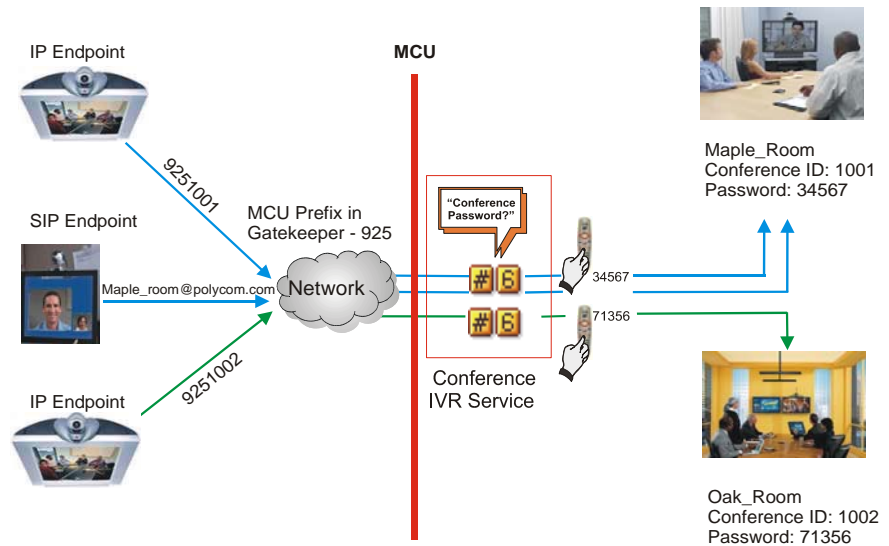 IP Endpoint
MCU
9251001
Maple_Room
Conference ID: 1001
Password: 34567
"Conference
Password?"
SIP Endpoint
MCU Prefix in
Gatekeeper - 925
Maple_room@polycom.com
Network
# 6
34567
# 6
71356
9251002
IP Endpoint
Conference
IVR Service
Oak_Room
Conference ID: 1002
Password: 71356